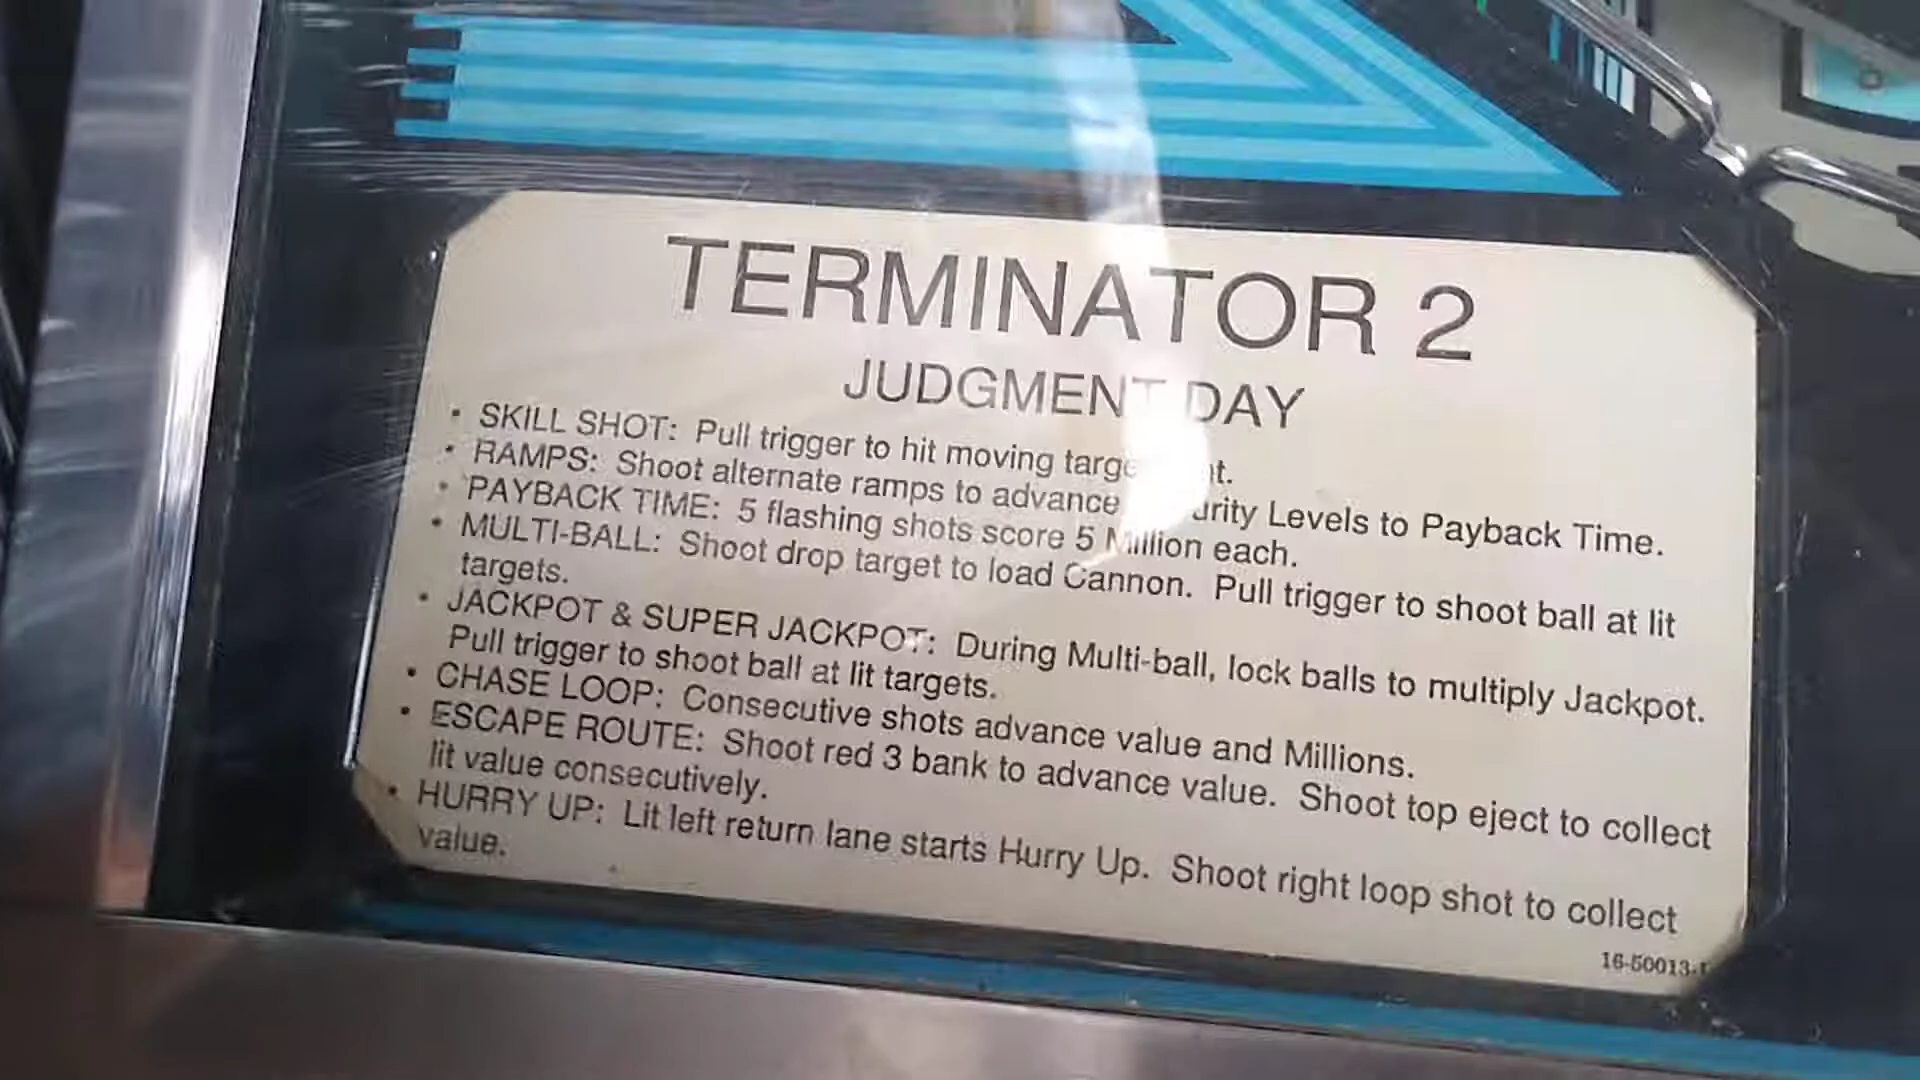 TERMINATOR 2
JUDGMENT DAY
• SKILL SHOT: Pull trigger to hit moving
• RAMPS: Shoot alternate ramps to advance Levels to Payback Time.
• PAYBACK TIME: 5 flashing shots score 5 Million each.
• MULTI-BALL: Shoot drop target to load Cannon. Pull trigger to shoot ball at lit
targets.
• JACKPOT & SUPER JACKPOT: During Multi-ball, lock balls to multiply Jackpot.
Pull trigger to shoot ball at lit targets.
• CHASE LOOP: Consecutive shots advance value and Millions.
• ESCAPE ROUTE: Shoot red 3 bank to advance value. Shoot top eject to collect
lit value consecutively.
• HURRY UP: Lit left return lane starts Hurry Up. Shoot right loop shot to collect
value.